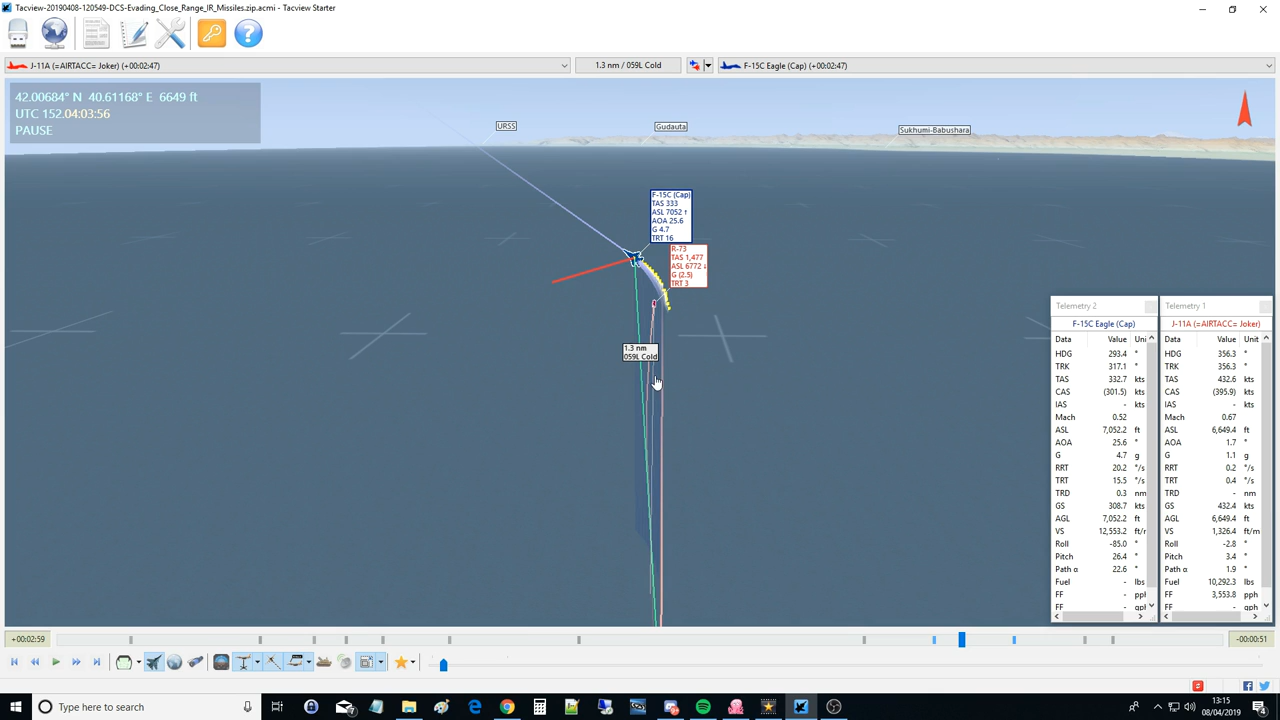 Tacview-20190408-120549-DCS-Evading_Close_Range_IR_Missiles.zip.acmi - Tacview Starter
J-11A (=AIRTACC= Joker) (+00:02:47)
1.3 nm / 059L Cold
F-15C Eagle (Cap) (+00:02:47)
42.00684° N 40.61168° E 6649 ft
UTC 152.04:03:56
PAUSE
URSS
Gudauta
Sukhumi-Babushara
F-15C (Cap)
TAS 333
ASL 7052 ↑
AOA 25.6
G 4.7
TRT 16
R-73
TAS 1,477
ASL 6772 ↓
G (2.5)
TRT 3
1.3 nm
059L Cold
Telemetry 2
F-15C Eagle (Cap)
Data Value Uni
HDG 293.4 °
TRK 317.1 °
TAS 332.7 kts
CAS (301.5) kts
IAS - kts
Mach 0.52
ASL 7,052.2 ft
AOA 25.6 °
G 4.7 g
RRT 20.2 °/s
TRT 15.5 °/s
TRD 0.3 nm
GS 308.7 kts
AGL 7,052.2 ft
VS 12,553.2 ft/r
Roll -85.0 °
Pitch 26.4 °
Path α 22.6 °
Fuel - lbs
FF - ppl
FF - gpl
Telemetry 1
J-11A (=AIRTACC= Joker)
Data Value Unit
HDG 356.3 °
TRK 356.3 °
TAS 432.6 kts
CAS (395.9) kts
IAS - kts
Mach 0.67
ASL 6,649.4 ft
AOA 1.7 °
G 1.1 g
RRT 0.2 °/s
TRT 0.4 °/s
TRD - nm
GS 432.4 kts
AGL 6,649.4 ft
VS 1,326.4 ft/m
Roll -2.8 °
Pitch 3.4 °
Path α 1.9 °
Fuel 10,292.3 lbs
FF 3,553.8 pph
FF - gph
+00:02:59
-00:00:51
Type here to search
13:15
08/04/2019